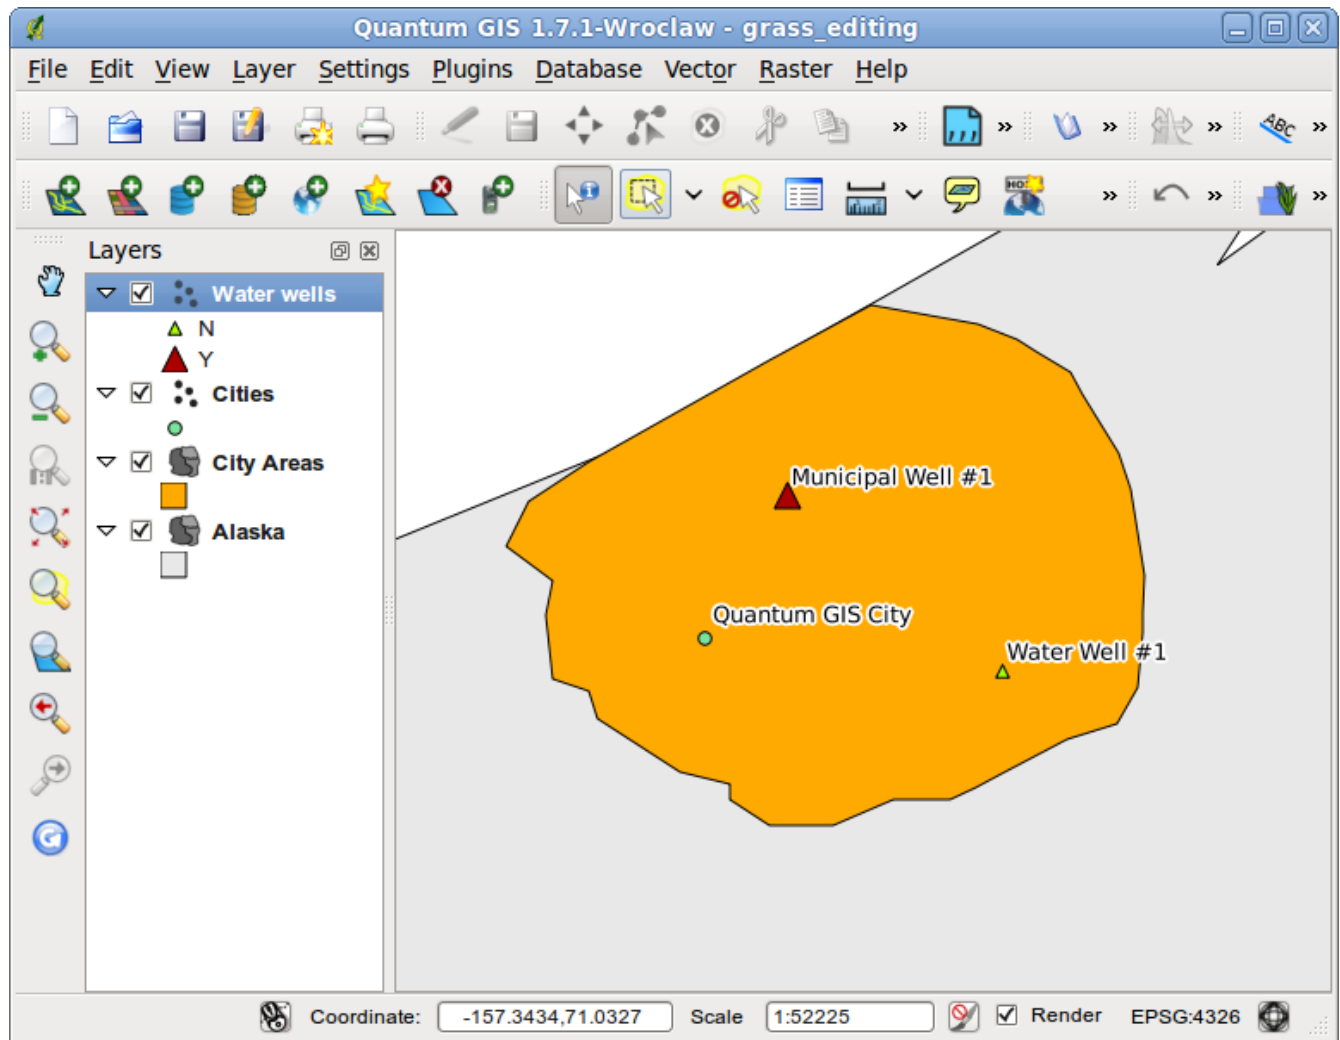 Quantum GIS 1.7.1-Wroclaw - grass_editing
File Edit View Layer Settings Plugins Database Vector Raster Help
ABC
HO!
Layers
Water wells
N
Y
Cities
City Areas
Alaska
Municipal Well #1
Quantum GIS City
Water Well #1
Coordinate: -157.3434,71.0327 Scale 1:52225 Render EPSG:4326